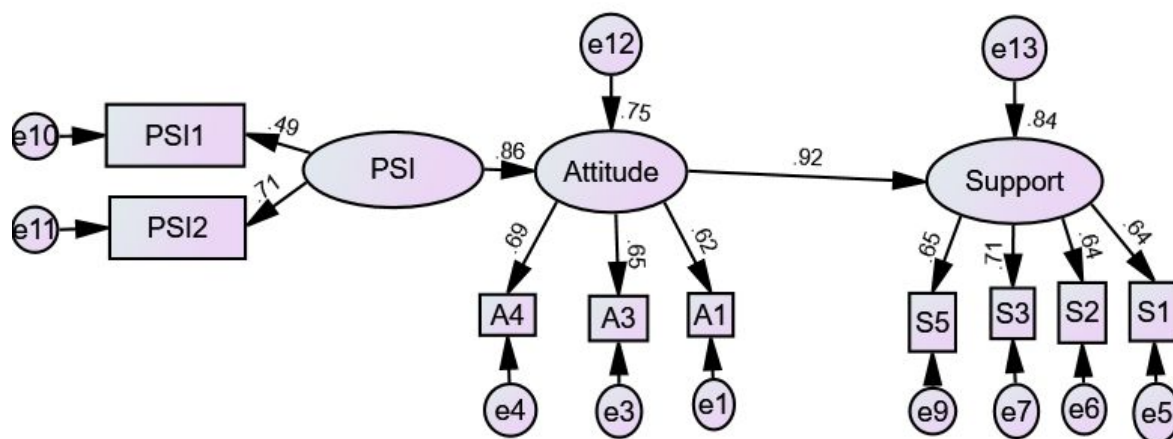 e12
e13
.75
.84
e10
PSI1
.49
PSI
.86
Attitude
.92
Support
.71
e11
PSI2
.69
.65
.62
.65
.71
.64
.64
A4
A3
A1
S5
S3
S2
S1
e4
e3
e1
e9
e7
e6
e5